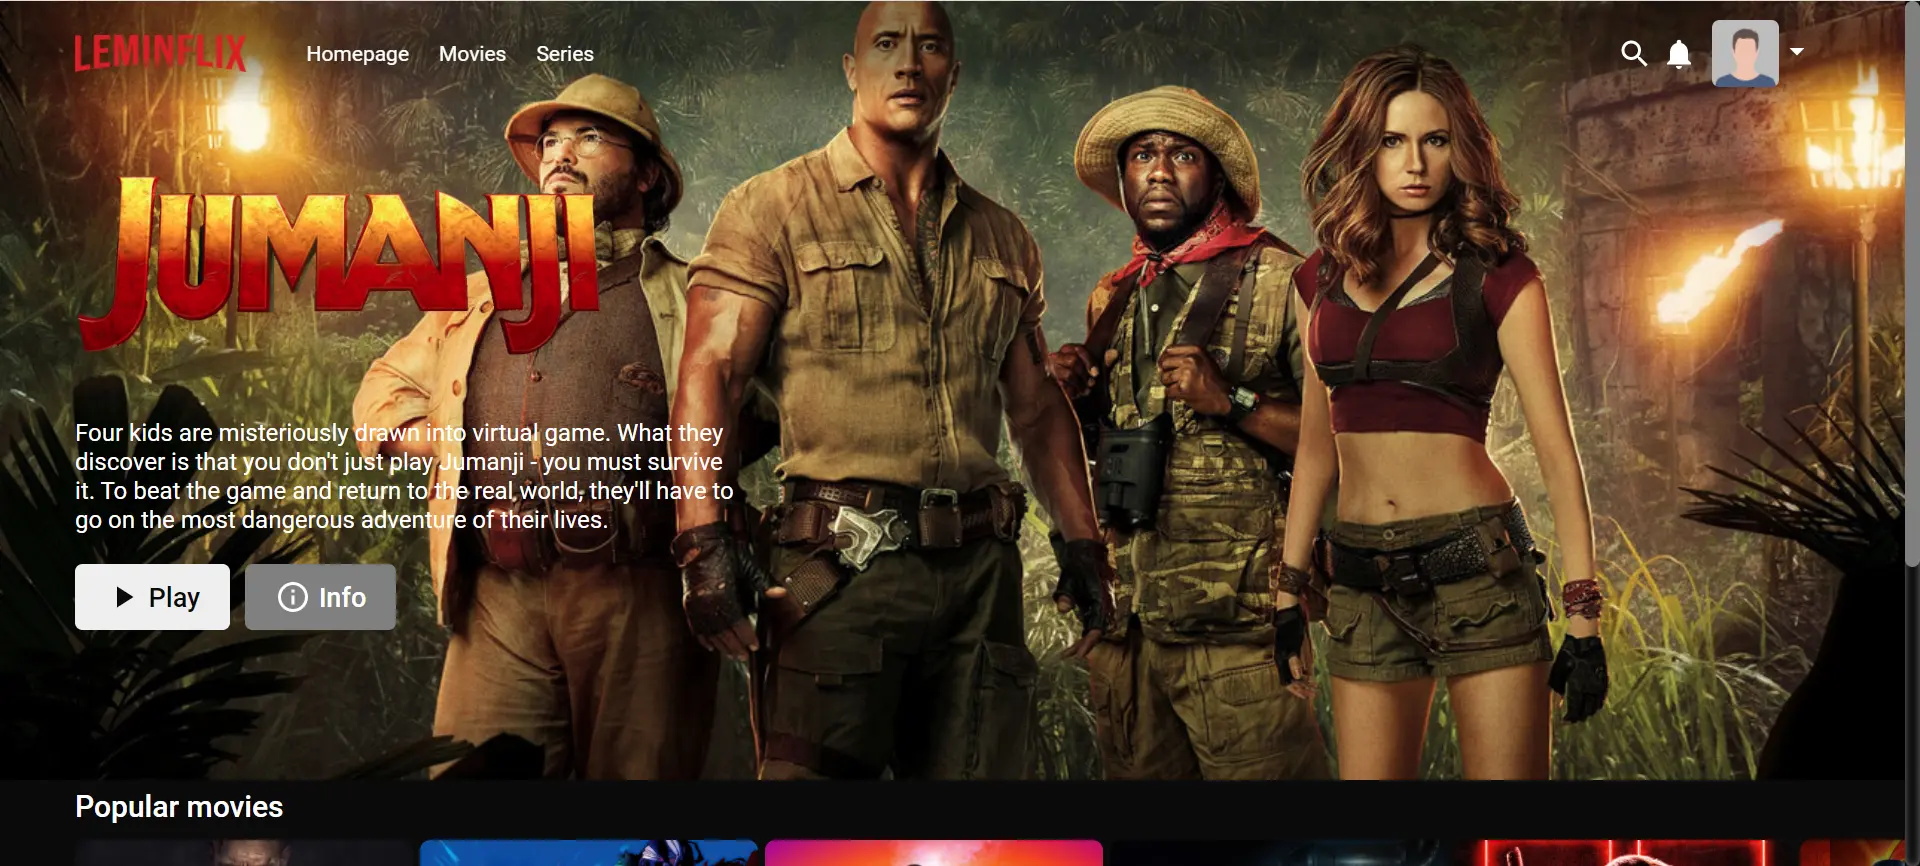 LEMINFLIX
Homepage Movies Series
JUMANJI
Four kids are misteriously drawn into virtual game. What they
discover is that you don't just play Jumanji - you must survive
it. To beat the game and return to the real world, they'll have to
go on the most dangerous adventure of their lives.
Play Info
Popular movies